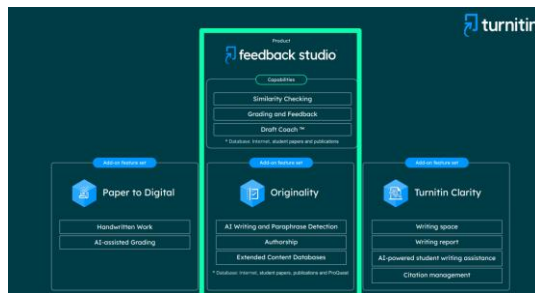 turnitin
Product
feedback studio
Capabilities
Similarity Checking
Grading and Feedback
Draft Coach ™
* Database: Internet, student papers and publications
Add-on feature set
Paper to Digital
Handwritten Work
AI-assisted Grading
Add-on feature set
Originality
AI Writing and Paraphrase Detection
Authorship
Extended Content Databases
* Database: Internet, student papers, publications and ProQuest
Add-on feature set
Turnitin Clarity
Writing space
Writing report
AI-powered student writing assistance
Citation management